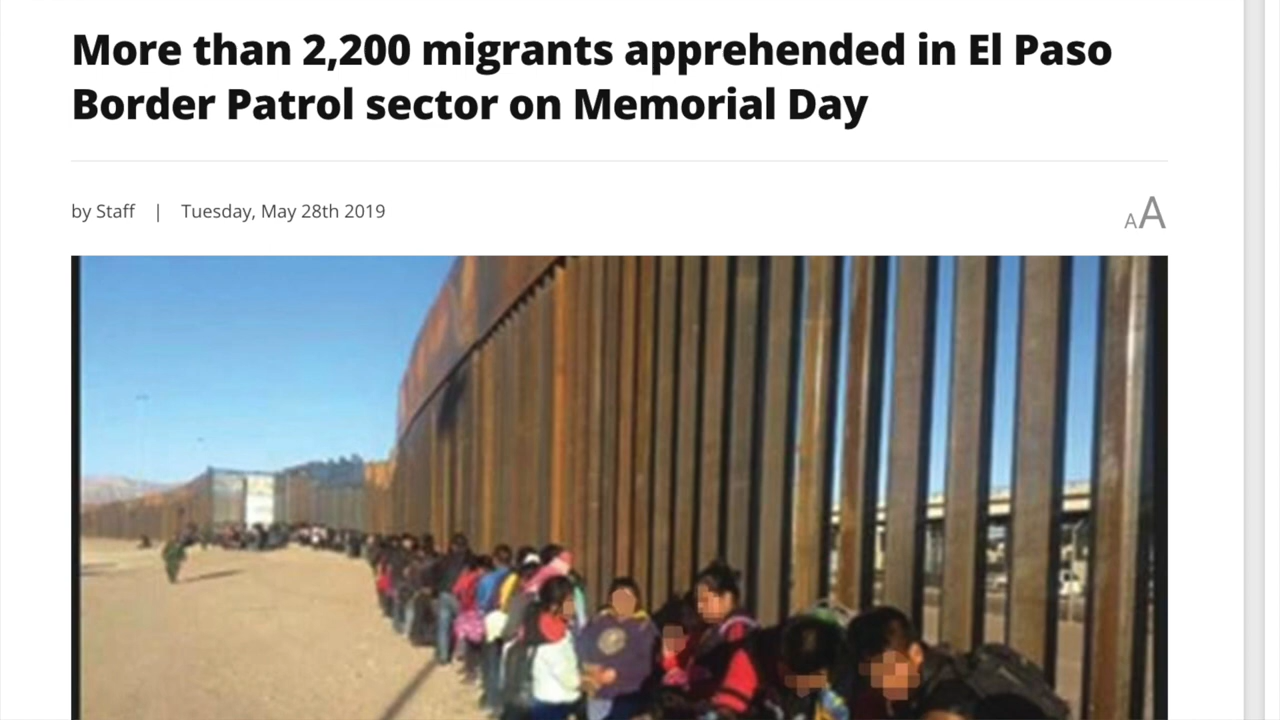 More than 2,200 migrants apprehended in El Paso
Border Patrol sector on Memorial Day
by Staff | Tuesday, May 28th 2019
AA